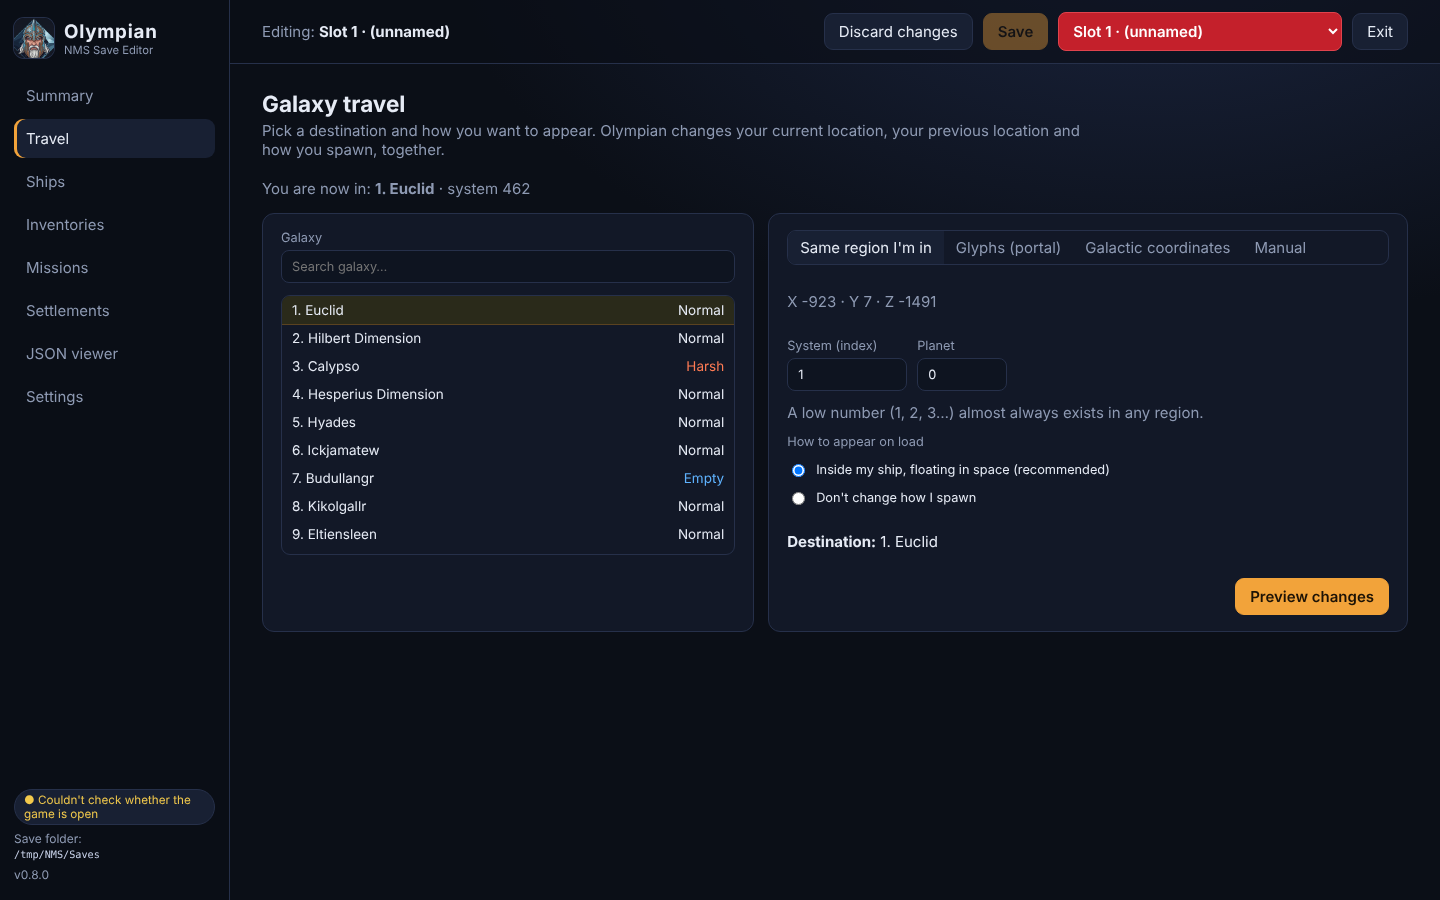 Olympian
NMS Save Editor
Summary
Travel
Ships
Inventories
Missions
Settlements
JSON viewer
Settings
Couldn't check whether the
game is open
Save folder:
/tmp/NMS/Saves
v0.8.0
Editing: Slot 1 · (unnamed)
Discard changes
Save
Slot 1 · (unnamed)
Exit
Galaxy travel
Pick a destination and how you want to appear. Olympian changes your current location, your previous location and
how you spawn, together.
You are now in: 1. Euclid · system 462
Galaxy
Search galaxy...
1. Euclid Normal
2. Hilbert Dimension Normal
3. Calypso Harsh
4. Hesperius Dimension Normal
5. Hyades Normal
6. Ickjamatew Normal
7. Budullangr Empty
8. Kikolgallr Normal
9. Eltiensleen Normal
Same region I'm in Glyphs (portal) Galactic coordinates Manual
X -923 · Y 7 · Z -1491
System (index) Planet
1 0
A low number (1, 2, 3...) almost always exists in any region.
How to appear on load
Inside my ship, floating in space (recommended)
Don't change how I spawn
Destination: 1. Euclid
Preview changes